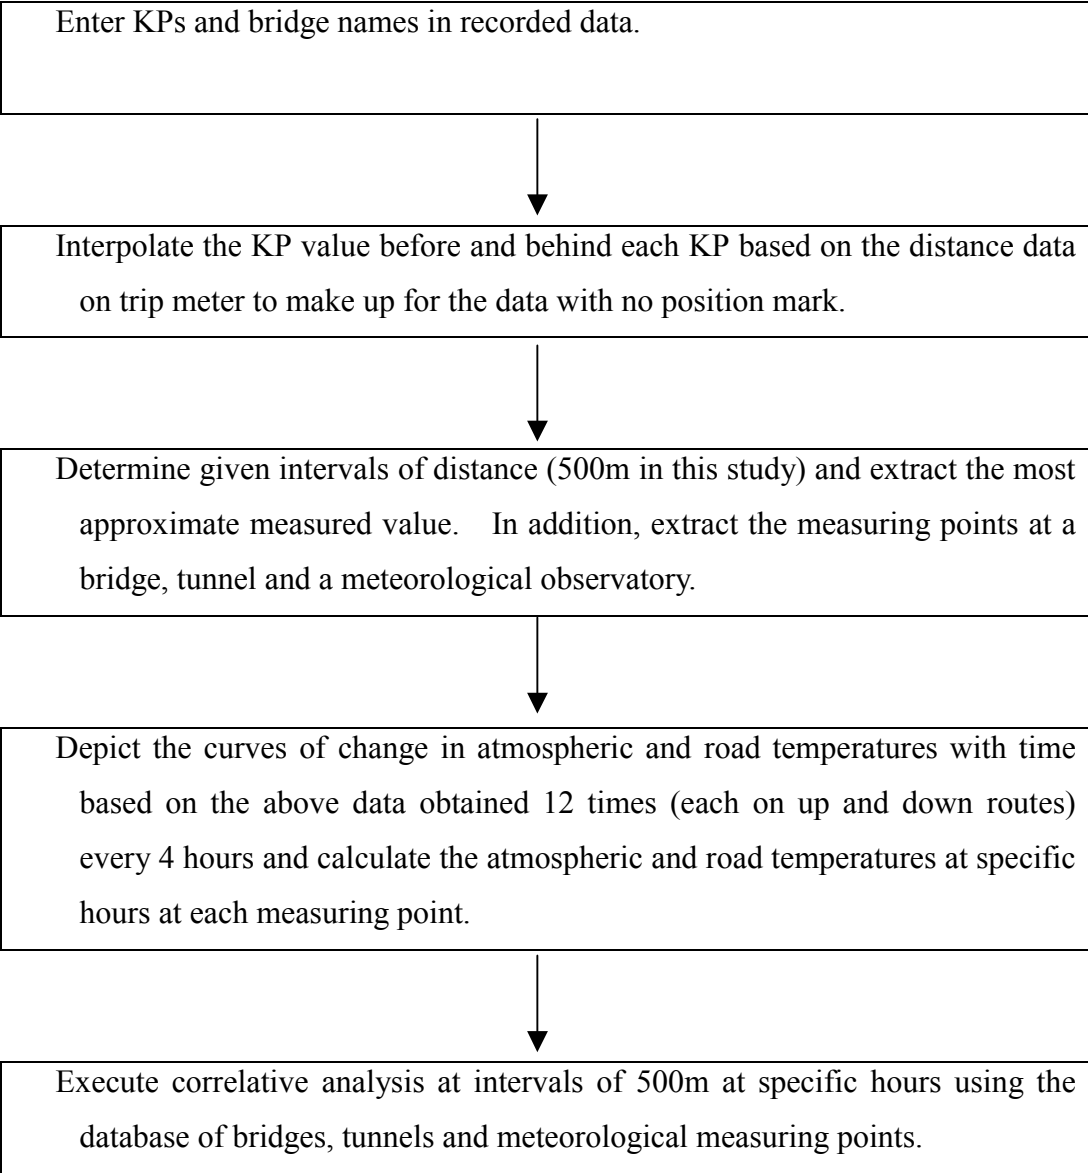 Enter KPs and bridge names in recorded data.
Interpolate the KP value before and behind each KP based on the distance data
on trip meter to make up for the data with no position mark.
Determine given intervals of distance (500m in this study) and extract the most
approximate measured value.   In addition, extract the measuring points at a
bridge, tunnel and a meteorological observatory.
Depict the curves of change in atmospheric and road temperatures with time
based on the above data obtained 12 times (each on up and down routes)
every 4 hours and calculate the atmospheric and road temperatures at specific
hours at each measuring point.
Execute correlative analysis at intervals of 500m at specific hours using the
database of bridges, tunnels and meteorological measuring points.